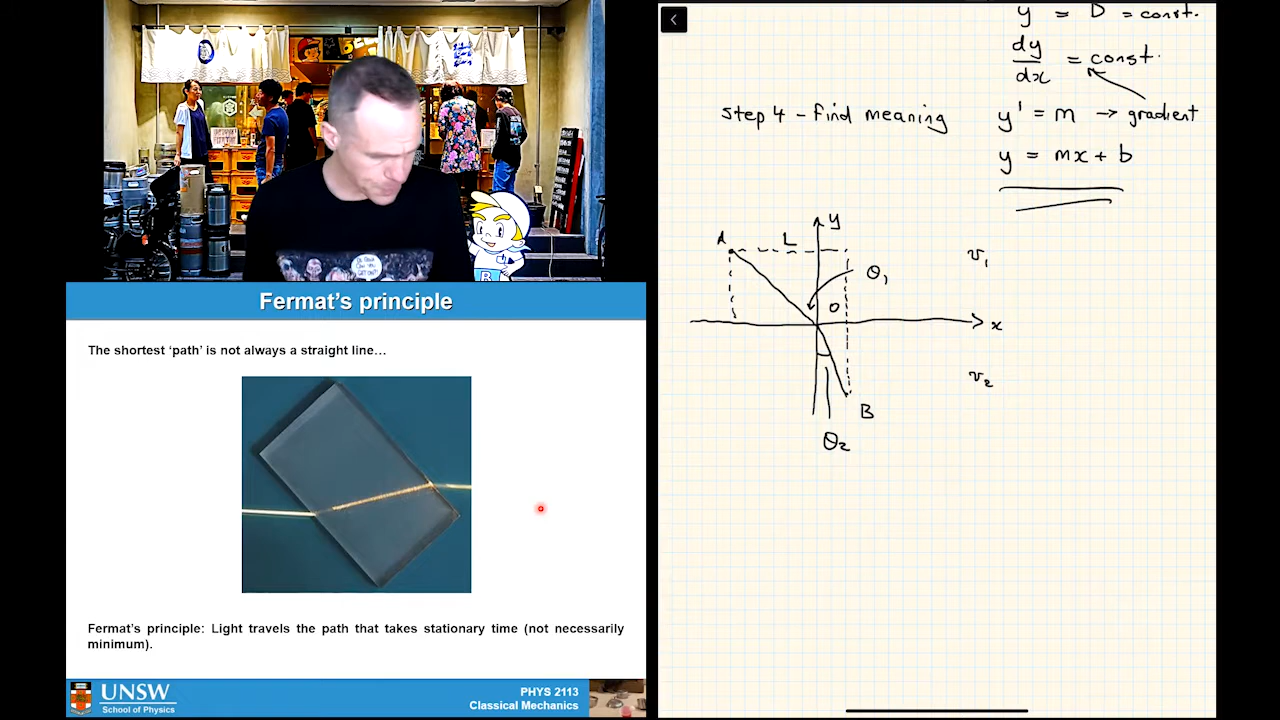 Fermat's principle
The shortest 'path' is not always a straight line...
Fermat's principle: Light travels the path that takes stationary time (not necessarily
minimum).
UNSW
School of Physics
PHYS 2113
Classical Mechanics
y = D = const.
dy
dx = const.
step 4 - Find meaning
y' = m → gradient
y = mx + b
y
A
L
θ₁
v₁
O
x
v₂
B
θ₂